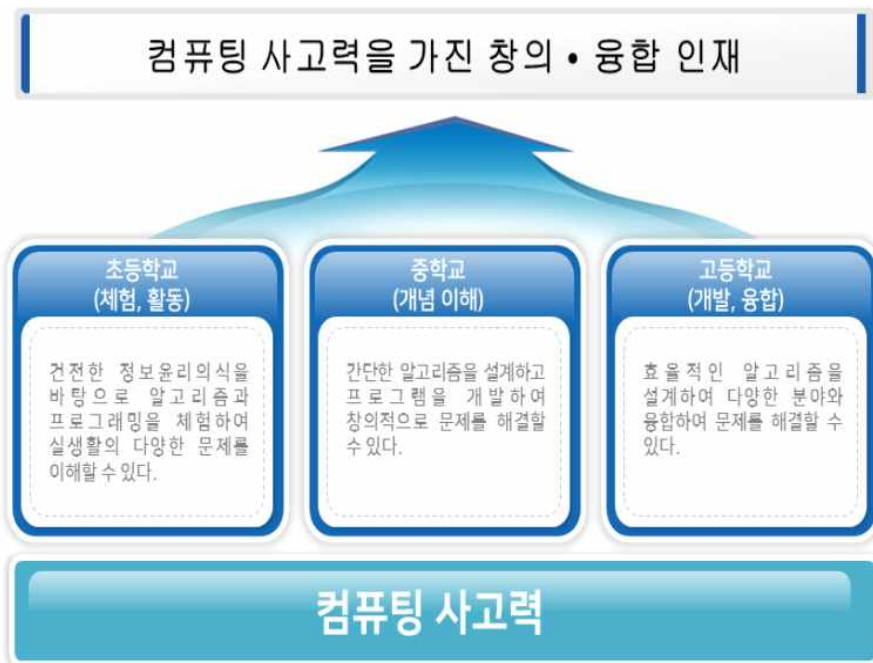 컴퓨팅 사고력을 가진 창의 • 융합 인재
초등학교
(체험, 활동)
건전한 정보윤리의식을
바탕으로 알고리즘과
프로그래밍을 체험하여
실생활의 다양한 문제를
이해할 수 있다.
중학교
(개념 이해)
간단한 알고리즘을 설계하고
프로그램을 개발하여
창의적으로 문제를 해결할
수 있다.
고등학교
(개발, 융합)
효율적인 알고리즘을
설계하여 다양한 분야와
융합하여 문제를 해결할 수
있다.
컴퓨팅 사고력